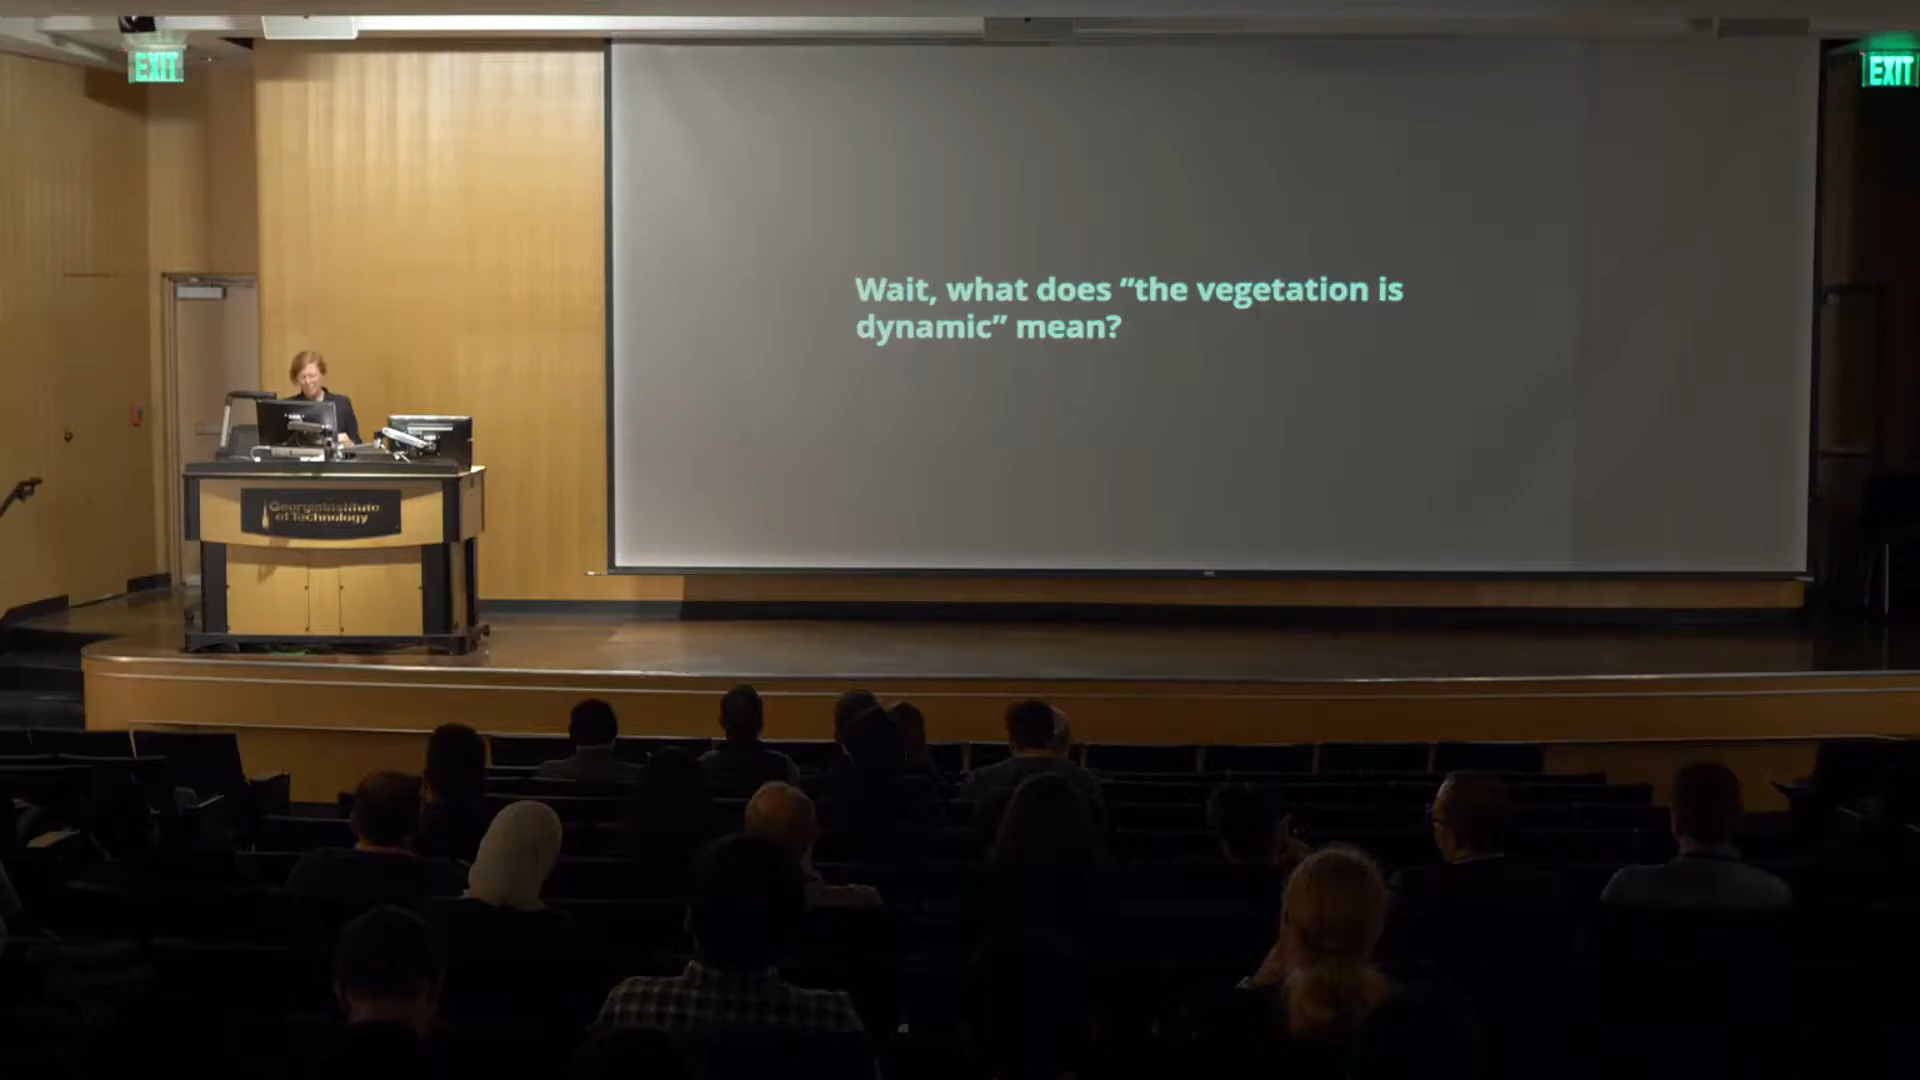 EXIT
EXIT
Wait, what does “the vegetation is
dynamic” mean?
Georgia Institute
of Technology